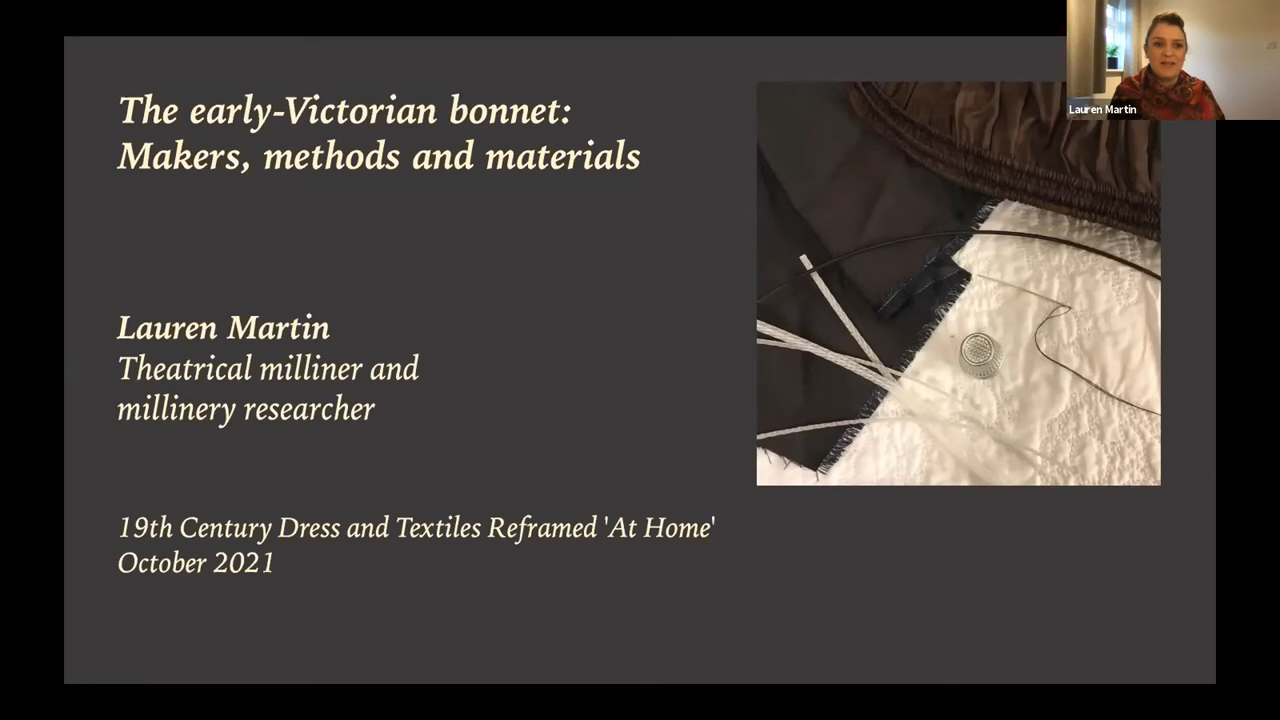 The early-Victorian bonnet:
Makers, methods and materials
Lauren Martin
Lauren Martin
Theatrical milliner and
millinery researcher
19th Century Dress and Textiles Reframed 'At Home'
October 2021